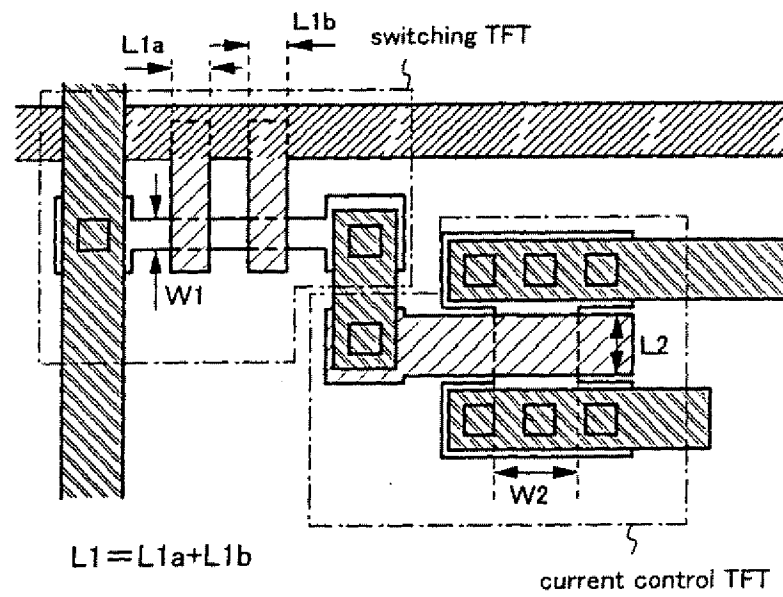 L1b
switching TFT
L1a
W1
L2
W2
L1=L1a+L1b
current control TFT